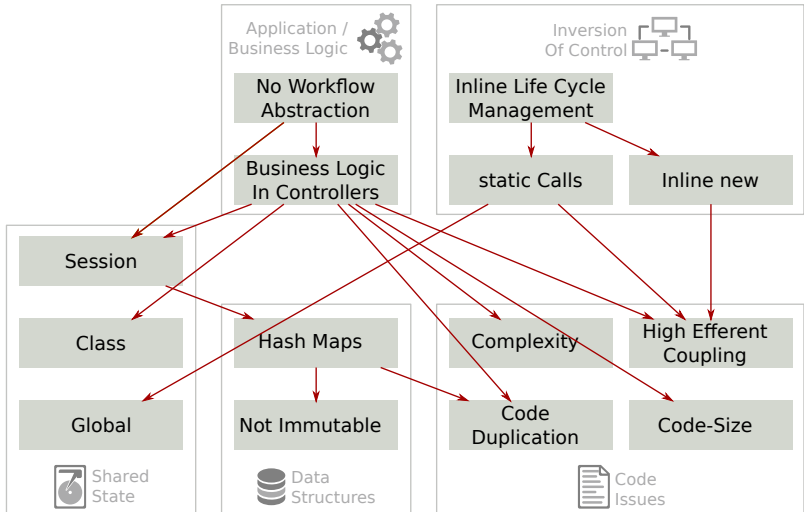 Application /
Business Logic
No Workflow
Abstraction
Business Logic
In Controllers
Inversion
Of Control
Inline Life Cycle
Management
static Calls
Inline new
Session
Class
Global
Shared
State
Hash Maps
Not Immutable
Data
Structures
Complexity
High Efferent
Coupling
Code
Duplication
Code-Size
Code
Issues